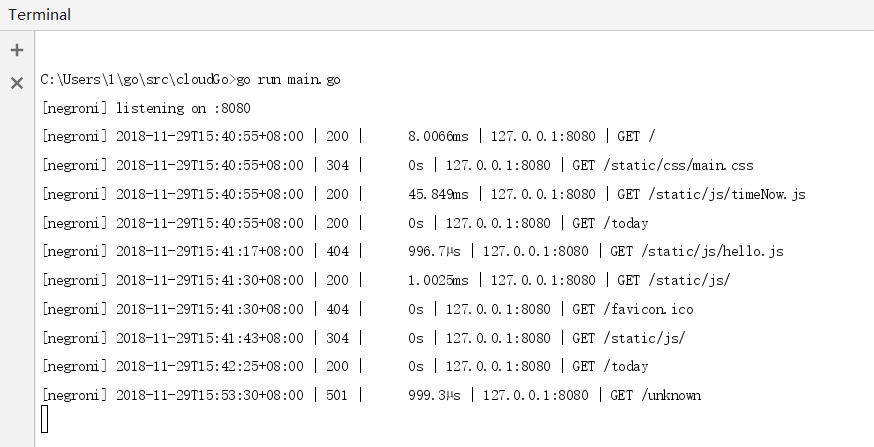 Terminal
C:\Users\1\go\src\cloudGo>go run main.go
[negroni] listening on :8080
[negroni] 2018-11-29T15:40:55+08:00 | 200 |      8.0066ms | 127.0.0.1:8080 | GET /
[negroni] 2018-11-29T15:40:55+08:00 | 304 |      0s | 127.0.0.1:8080 | GET /static/css/main.css
[negroni] 2018-11-29T15:40:55+08:00 | 200 |      45.849ms | 127.0.0.1:8080 | GET /static/js/timeNow.js
[negroni] 2018-11-29T15:40:55+08:00 | 200 |      0s | 127.0.0.1:8080 | GET /today
[negroni] 2018-11-29T15:41:17+08:00 | 404 |      996.7µs | 127.0.0.1:8080 | GET /static/js/hello.js
[negroni] 2018-11-29T15:41:30+08:00 | 200 |      1.0025ms | 127.0.0.1:8080 | GET /static/js/
[negroni] 2018-11-29T15:41:30+08:00 | 404 |      0s | 127.0.0.1:8080 | GET /favicon.ico
[negroni] 2018-11-29T15:41:43+08:00 | 304 |      0s | 127.0.0.1:8080 | GET /static/js/
[negroni] 2018-11-29T15:42:25+08:00 | 200 |      0s | 127.0.0.1:8080 | GET /today
[negroni] 2018-11-29T15:53:30+08:00 | 501 |      999.3µs | 127.0.0.1:8080 | GET /unknown